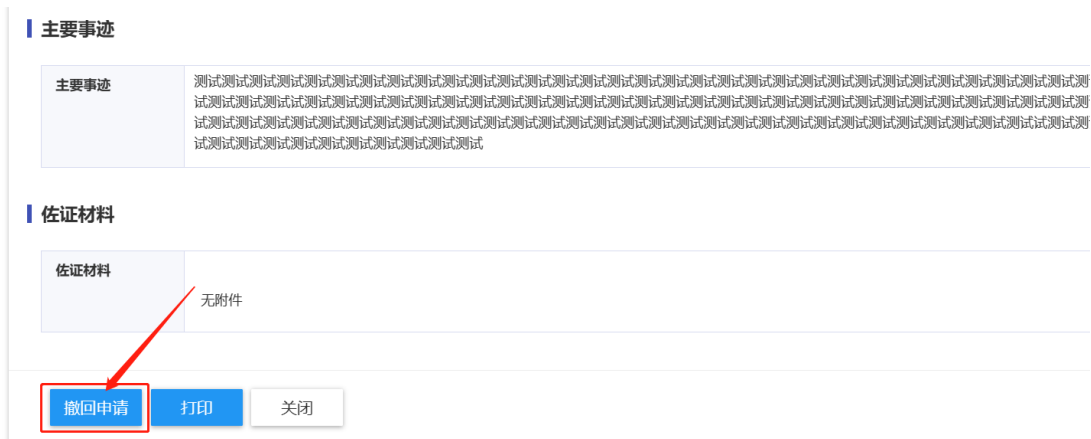 主要事迹
主要事迹
测试测试测试测试测试测试测试测试测试测试测试测试测试测试测试测试测试测试测试测试测试测试测试测试测试测试测试测试测试测试测试测试测
试测试测试测试测试测试测试测试测试测试测试测试测试测试测试测试测试测试测试测试测试测试测试测试测试测试测试测试测试测试测试测试测
试测试测试测试测试测试测试测试测试测试测试测试测试测试测试测试测试测试测试测试测试测试测试测试测试测试测试测试测试试测试测试测
试测试测试测试测试测试测试测试测试测试测试
佐证材料
佐证材料
无附件
撤回申请 打印 关闭